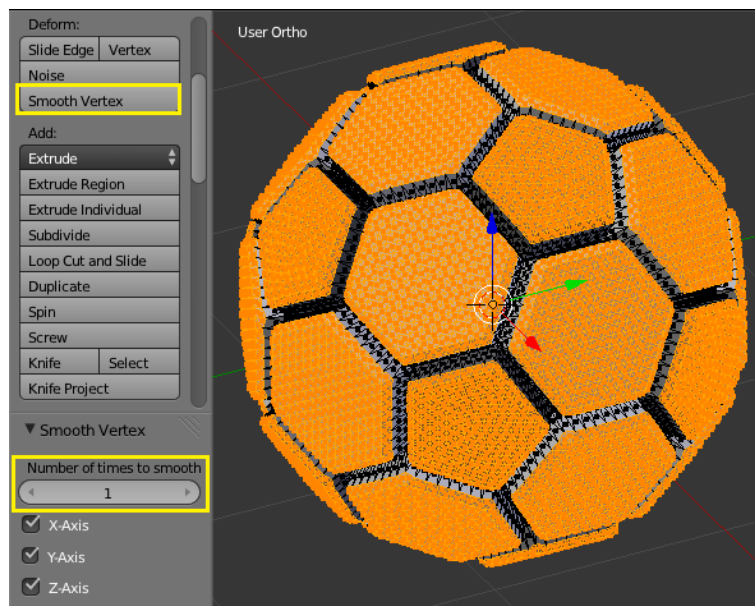 Deform:
Slide Edge Vertex
Noise
Smooth Vertex
Add:
Extrude
Extrude Region
Extrude Individual
Subdivide
Loop Cut and Slide
Duplicate
Spin
Screw
Knife Select
Knife Project
Smooth Vertex
Number of times to smooth
1
X-Axis
Y-Axis
Z-Axis
User Ortho